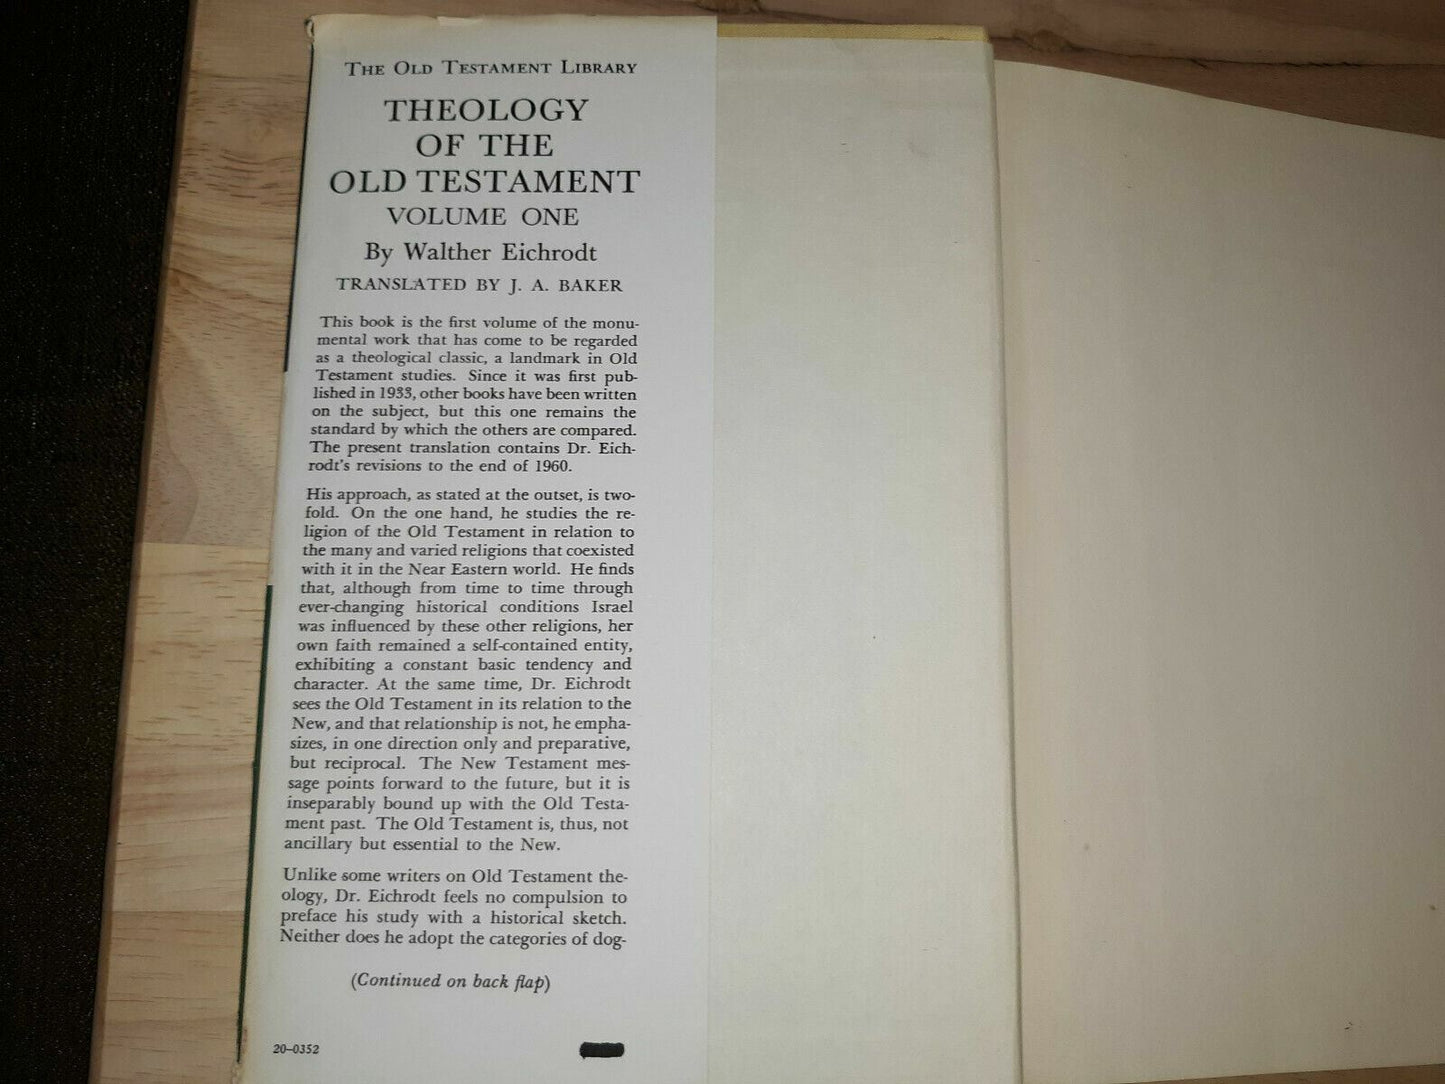 THE OLD TESTAMENT LIBRARY
THEOLOGY
OF THE
OLD TESTAMENT
VOLUME ONE
By Walther Eichrodt
TRANSLATED BY J. A. BAKER
This book is the first volume of the monu-
mental work that has come to be regarded
as a theological classic, a landmark in Old
Testament studies. Since it was first pub-
lished in 1933, other books have been written
on the subject, but this one remains the
standard by which the others are compared.
The present translation contains Dr. Eich-
rodt's revisions to the end of 1960.
His approach, as stated at the outset, is two-
fold. On the one hand, he studies the re-
ligion of the Old Testament in relation to
the many and varied religions that coexisted
with it in the Near Eastern world. He finds
that, although from time to time through
ever-changing historical conditions Israel
was influenced by these other religions, her
own faith remained a self-contained entity,
exhibiting a constant basic tendency and
character. At the same time, Dr. Eichrodt
sees the Old Testament in its relation to the
New, and that relationship is not, he empha-
sizes, in one direction only and preparative,
but reciprocal. The New Testament mes-
sage points forward to the future, but it is
inseparably bound up with the Old Testa-
ment past. The Old Testament is, thus, not
ancillary but essential to the New.
Unlike some writers on Old Testament the-
ology, Dr. Eichrodt feels no compulsion to
preface his study with a historical sketch.
Neither does he adopt the categories of dog-
(Continued on back flap)
20-0352